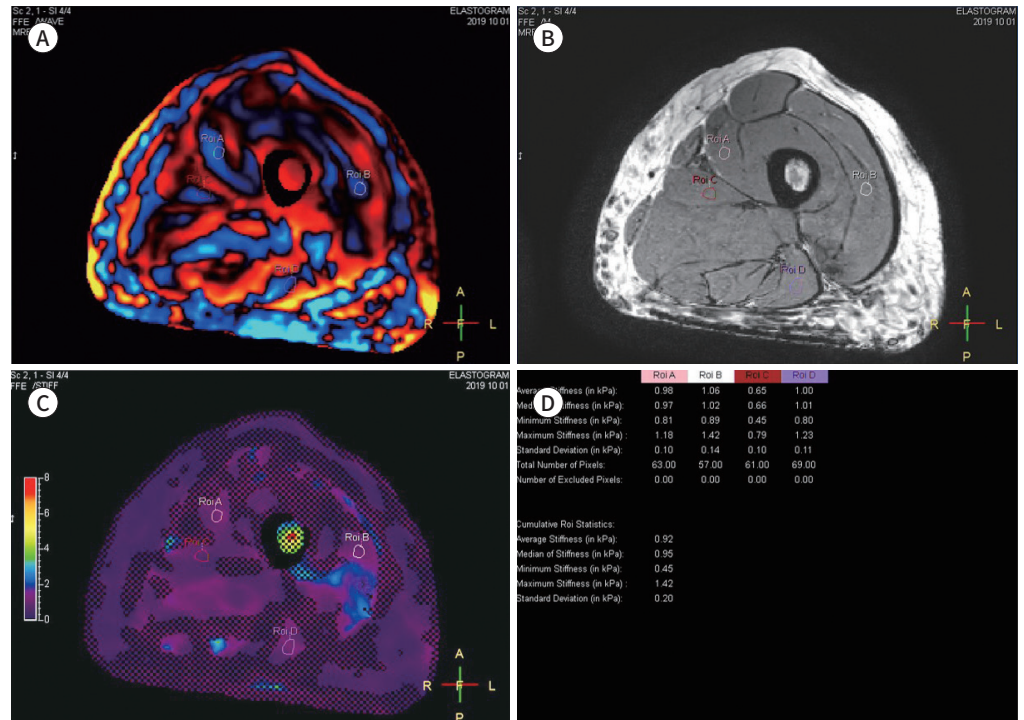 Sc 2, 1 - SI 4/4
FFE /WAVE
ELASTOGRAM
2019 10 01
A
Roi A
Roi B
Roi D
A
R F L
P
Sc 2, 1 - SI 4/4
FFE /M
ELASTOGRAM
2019 10 01
B
Roi A
Roi B
Roi C
Roi D
A
R F L
P
Sc 2, 1 - SI 4/4
FFE /STIFF
ELASTOGRAM
2019 10 01
C
8
6
4
2
0
Roi A
Roi B
Roi D
A
R F L
P
D
Roi A Roi B Roi C Roi D
Stiffness (in kPa): 0.98 1.06 0.65 1.00
Stiffness (in kPa): 0.97 1.02 0.66 1.01
Minimum Stiffness (in kPa): 0.81 0.89 0.45 0.80
Maximum Stiffness (in kPa) : 1.18 1.42 0.79 1.23
Standard Deviation (in kPa): 0.10 0.14 0.10 0.11
Total Number of Pixels: 63.00 57.00 61.00 69.00
Number of Excluded Pixels: 0.00 0.00 0.00 0.00
Cumulative Roi Statistics:
Average Stiffness (in kPa): 0.92
Median of Stiffness (in kPa): 0.95
Minimum Stiffness (in kPa): 0.45
Maximum Stiffness (in kPa) : 1.42
Standard Deviation (in kPa): 0.20